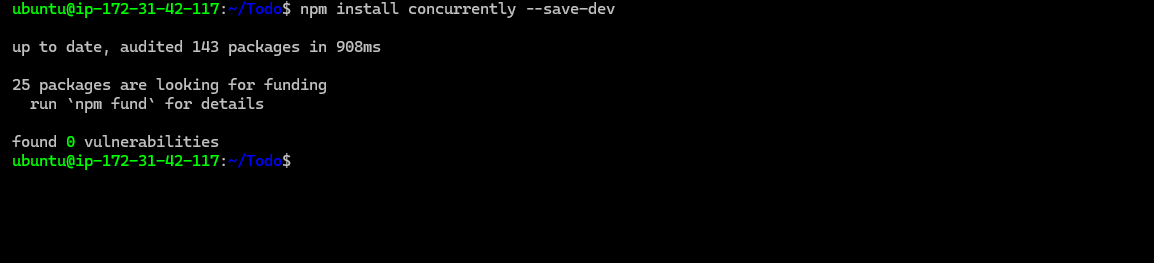 ubuntu@ip-172-31-42-117:~/Todo$ npm install concurrently --save-dev
up to date, audited 143 packages in 908ms
25 packages are looking for funding
run `npm fund` for details
found 0 vulnerabilities
ubuntu@ip-172-31-42-117:~/Todo$